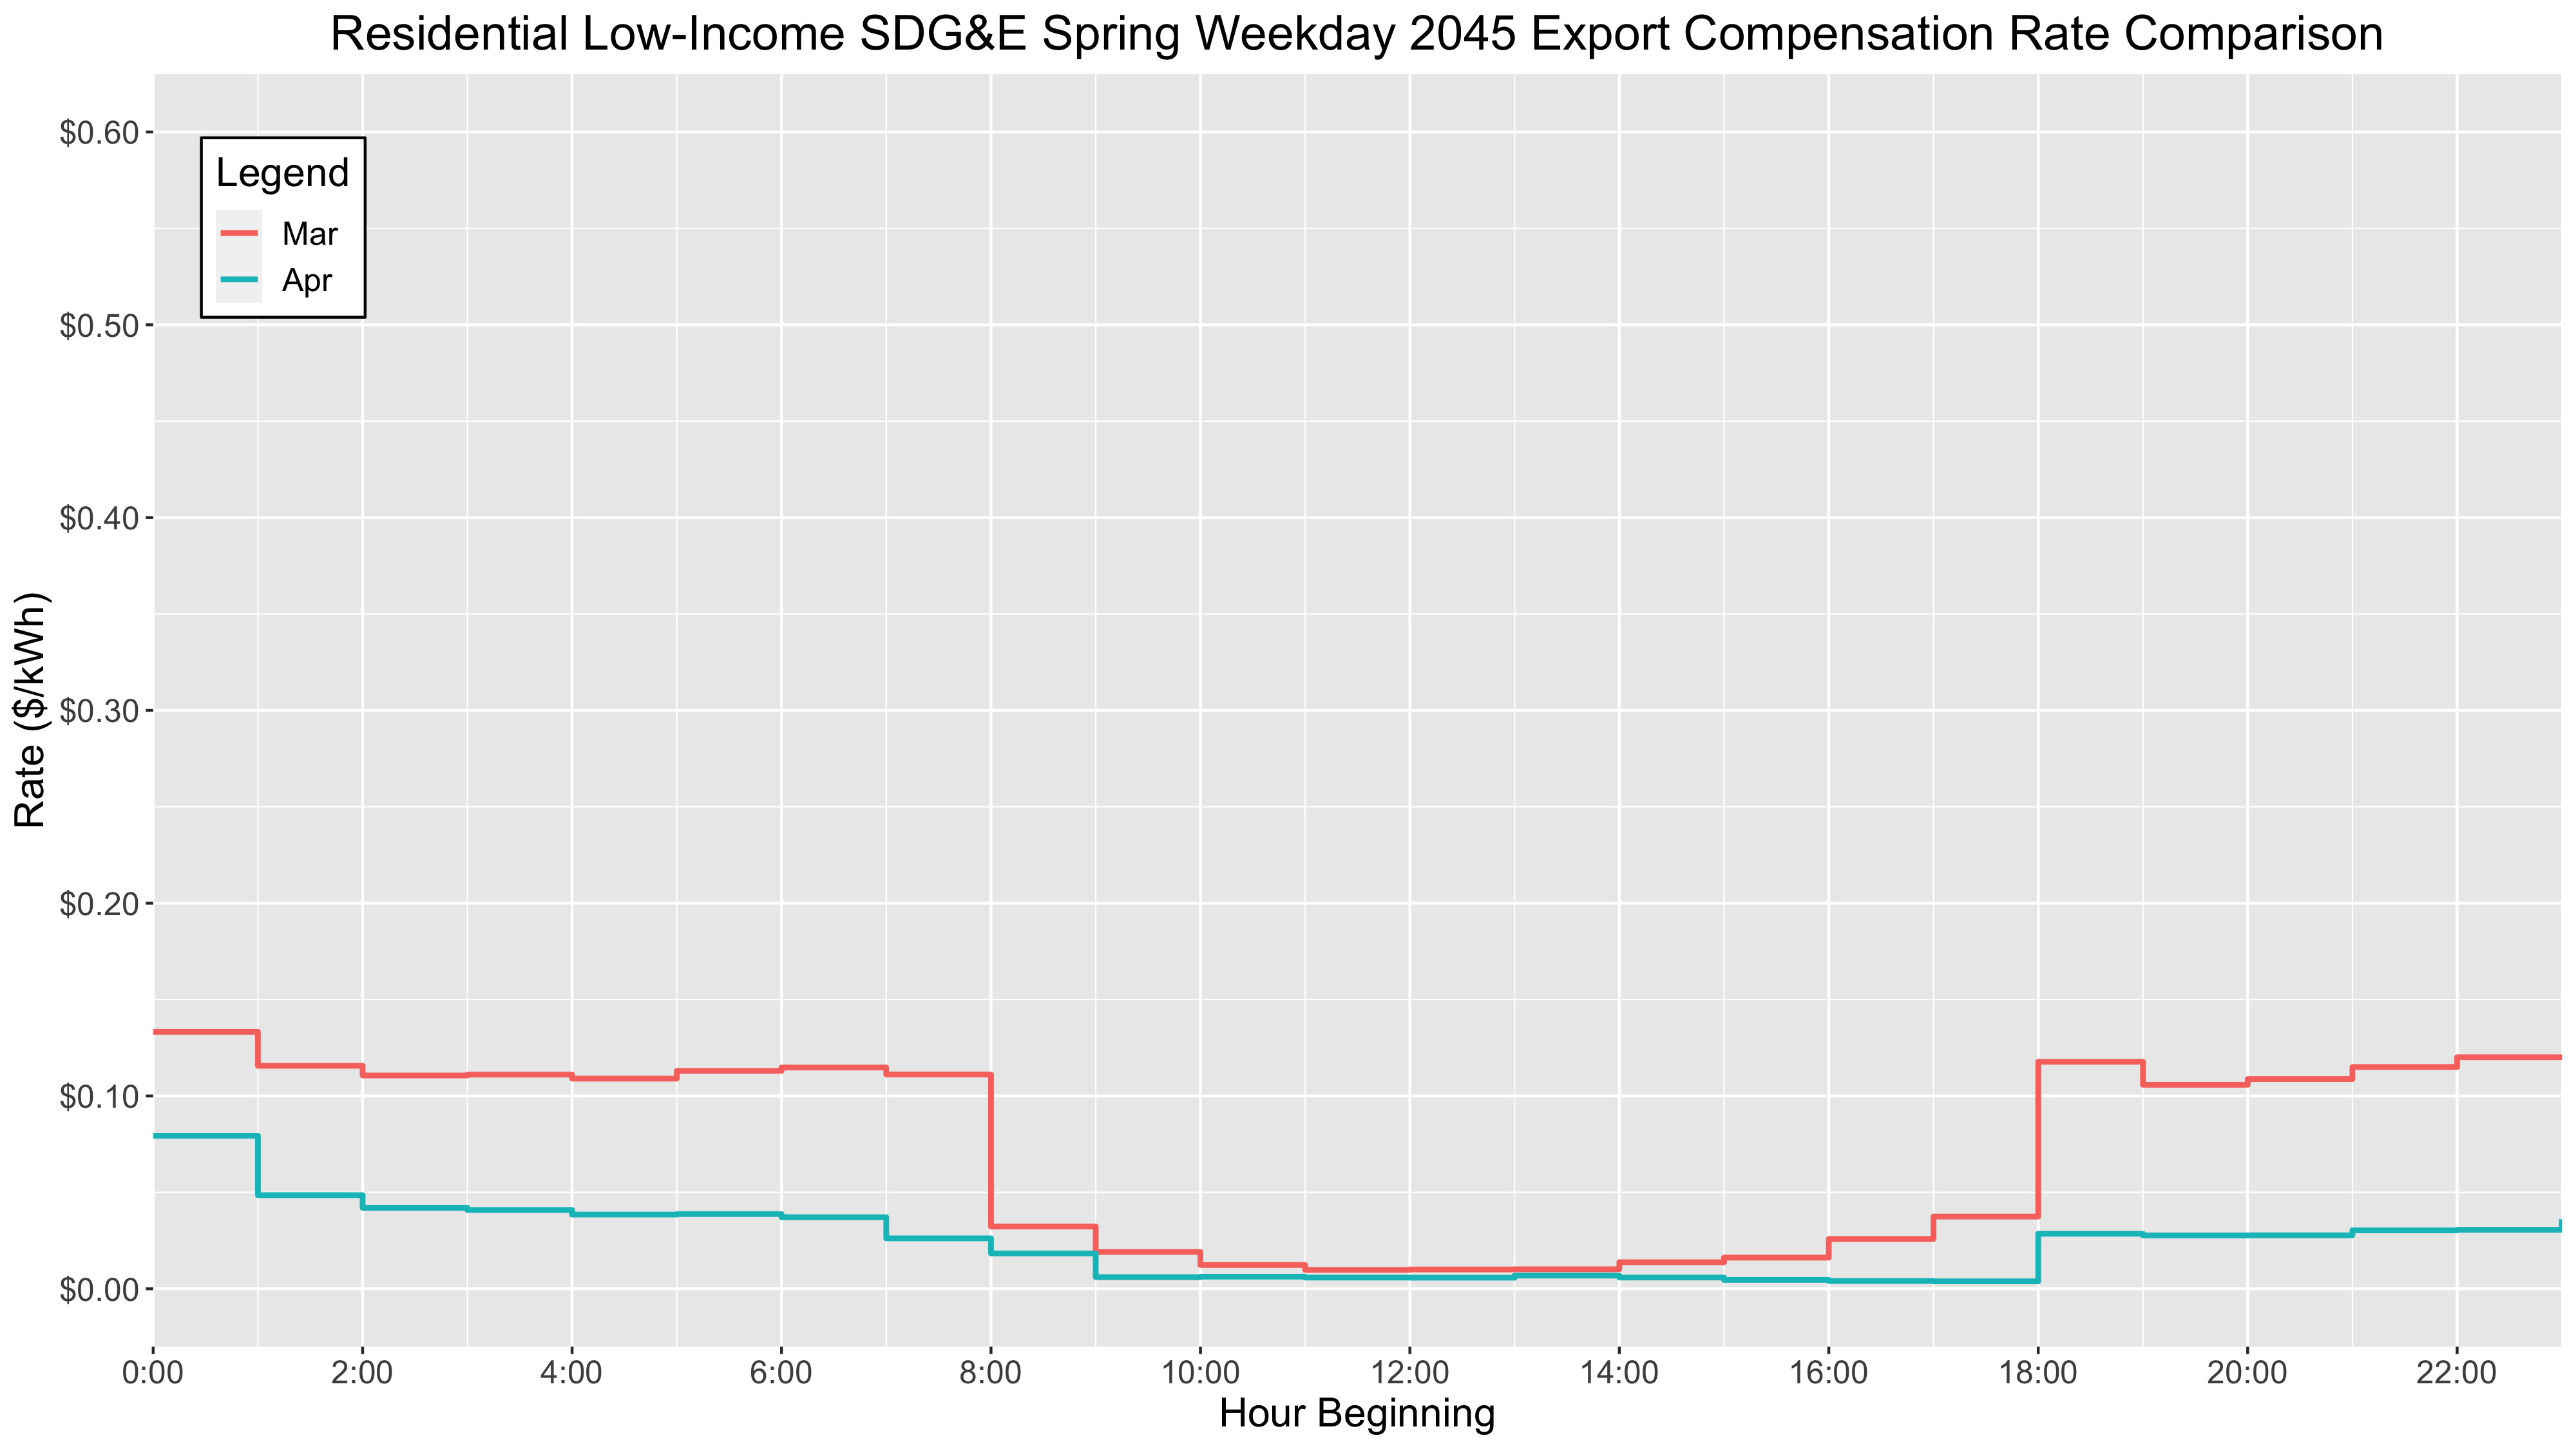 Residential Low-Income SDG&E Spring Weekday 2045 Export Compensation Rate Comparison
$0.60
Legend
Mar
Apr
$0.50
$0.40
$0.30
$0.20
$0.10
$0.00
Rate ($/kWh)
0:00 2:00 4:00 6:00 8:00 10:00 12:00 14:00 16:00 18:00 20:00 22:00
Hour Beginning